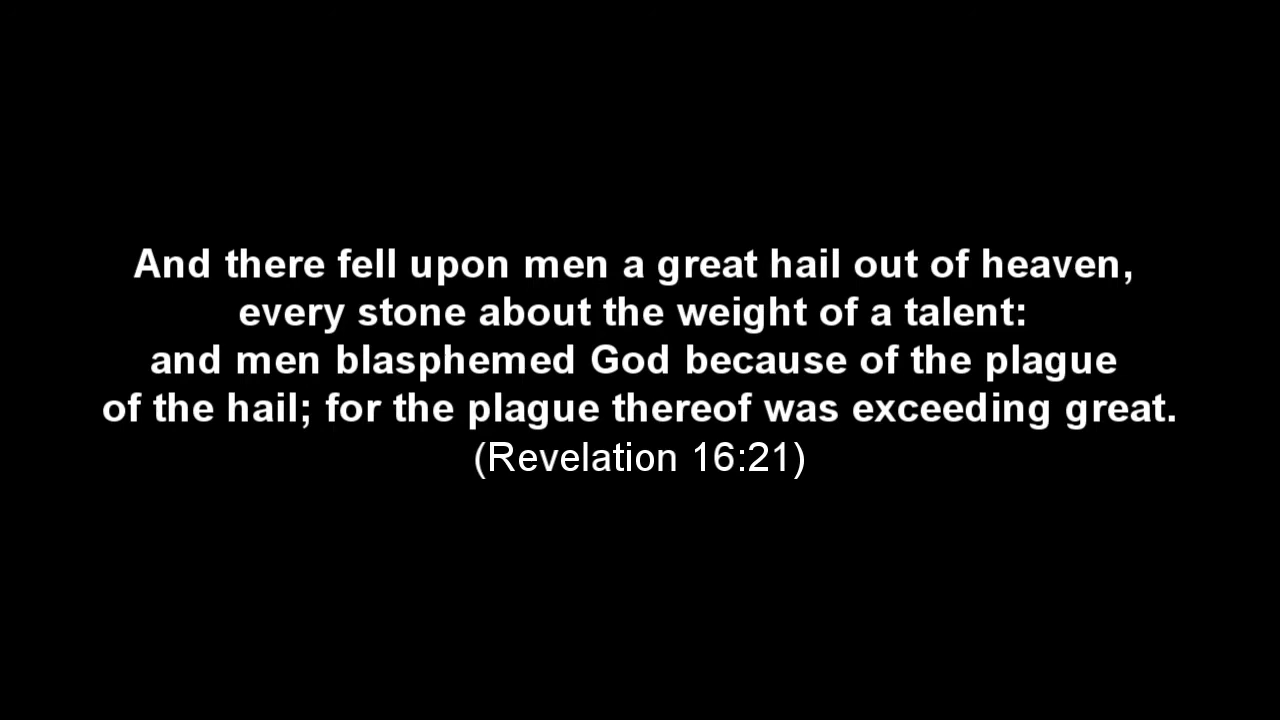 And there fell upon men a great hail out of heaven,
every stone about the weight of a talent:
and men blasphemed God because of the plague
of the hail; for the plague thereof was exceeding great.
(Revelation 16:21)